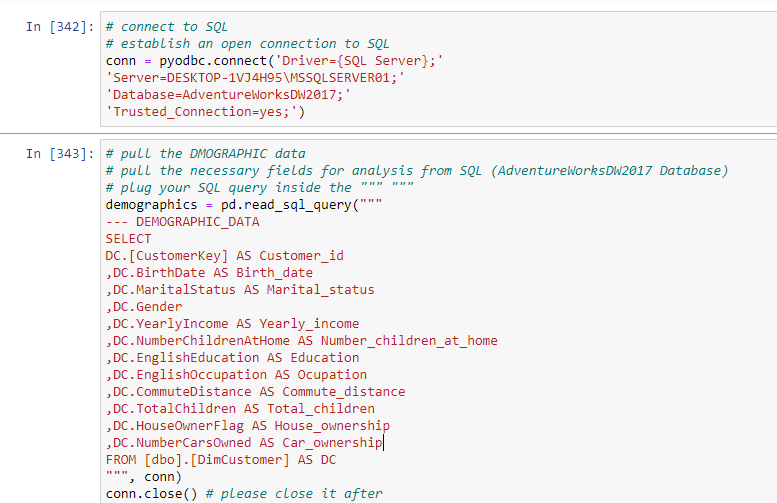 In [342]: # connect to SQL
# establish an open connection to SQL
conn = pyodbc.connect('Driver={SQL Server};'
'Server=DESKTOP-1VJ4H95\MSSQLSERVER01;'
'Database=AdventureWorksDW2017;'
'Trusted_Connection=yes;')
In [343]: # pull the DMOGRAPHIC data
# pull the necessary fields for analysis from SQL (AdventureWorksDW2017 Database)
# plug your SQL query inside the """ """
demographics = pd.read_sql_query("""
--- DEMOGRAPHIC_DATA
SELECT
DC.[CustomerKey] AS Customer_id
,DC.BirthDate AS Birth_date
,DC.MaritalStatus AS Marital_status
,DC.Gender
,DC.YearlyIncome AS Yearly_income
,DC.NumberChildrenAtHome AS Number_children_at_home
,DC.EnglishEducation AS Education
,DC.EnglishOccupation AS Ocupation
,DC.CommuteDistance AS Commute_distance
,DC.TotalChildren AS Total_children
,DC.HouseOwnerFlag AS House_ownership
,DC.NumberCarsOwned AS Car_ownership
FROM [dbo].[DimCustomer] AS DC
""", conn)
conn.close() # please close it after